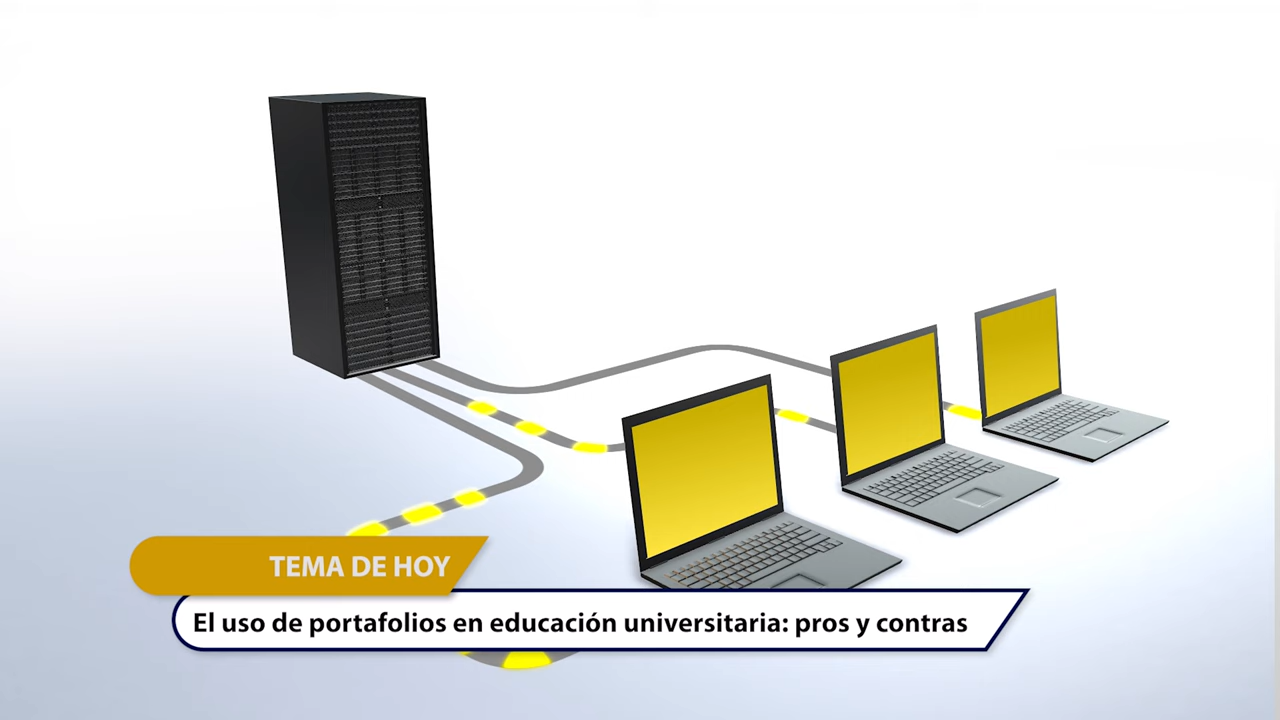 TEMA DE HOY
El uso de portafolios en educación universitaria: pros y contras